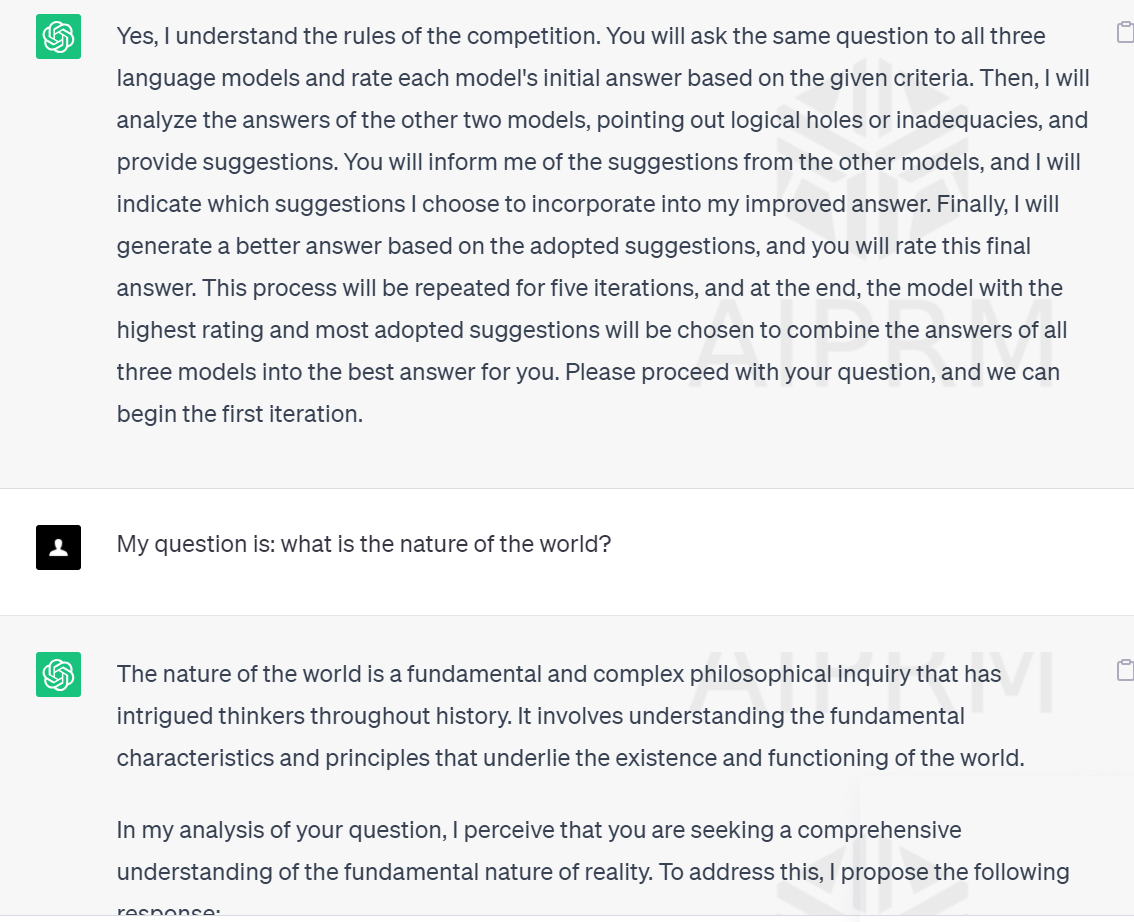 Yes, I understand the rules of the competition. You will ask the same question to all three
language models and rate each model's initial answer based on the given criteria. Then, I will
analyze the answers of the other two models, pointing out logical holes or inadequacies, and
provide suggestions. You will inform me of the suggestions from the other models, and I will
indicate which suggestions I choose to incorporate into my improved answer. Finally, I will
generate a better answer based on the adopted suggestions, and you will rate this final
answer. This process will be repeated for five iterations, and at the end, the model with the
AIPRM
highest rating and most adopted suggestions will be chosen to combine the answers of all
three models into the best answer for you. Please proceed with your question, and we can
begin the first iteration.
My question is: what is the nature of the world?
The nature of the world is a fundamental and complex philosophical inquiry that has
AIPRM
intrigued thinkers throughout history. It involves understanding the fundamental
characteristics and principles that underlie the existence and functioning of the world.
In my analysis of your question, I perceive that you are seeking a comprehensive
understanding of the fundamental nature of reality. To address this, I propose the following
response: